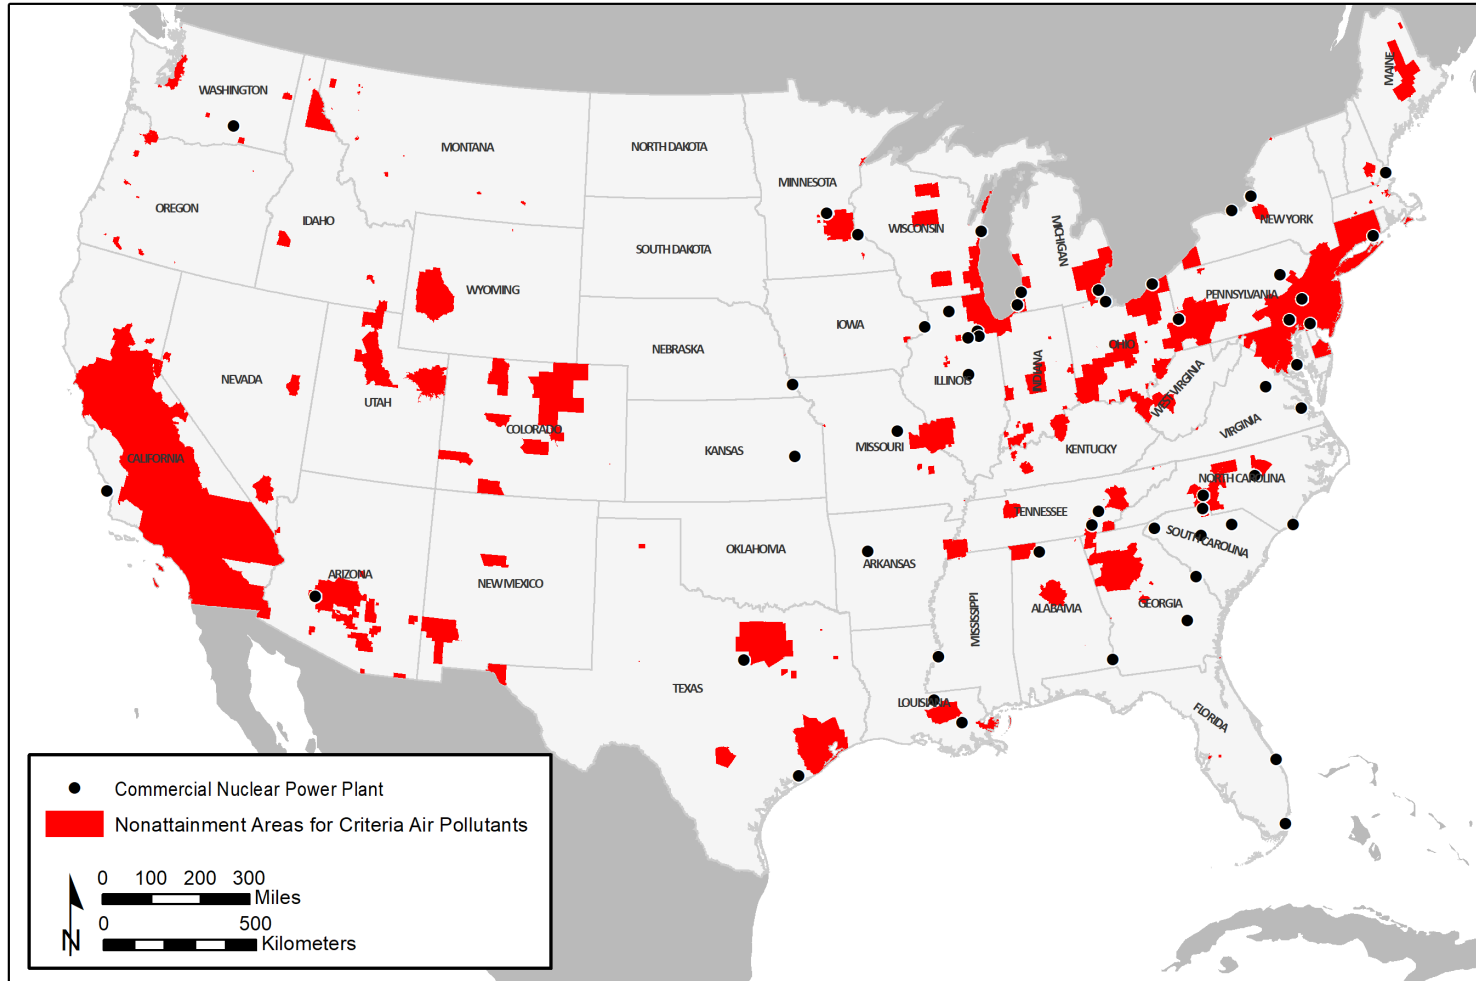 MAINE
WASHINGTON
MONTANA
NORTH DAKOTA
MINNESOTA
OREGON
IDAHO
NEW YORK
WISCONSIN
MICHIGAN
SOUTH DAKOTA
WYOMING
PENNSYLVANIA
IOWA
OHIO
NEBRASKA
NEVADA
ILLINOIS
INDIANA
UTAH
WEST VIRGINIA
COLORADO
VIRGINIA
CALIFORNIA
KANSAS
MISSOURI
KENTUCKY
NORTH CAROLINA
TENNESSEE
SOUTH CAROLINA
OKLAHOMA
ARKANSAS
ARIZONA
NEW MEXICO
MISSISSIPPI
ALABAMA
GEORGIA
TEXAS
LOUISIANA
FLORIDA
Commercial Nuclear Power Plant
Nonattainment Areas for Criteria Air Pollutants
0 100 200 300
Miles
0 500
Kilometers
N